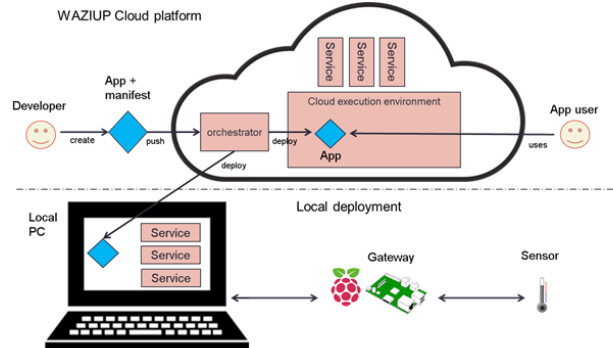 WAZIUP Cloud platform
Service
Service
Service
App +
manifest
Cloud execution environment
Developer
App user
orchestrator
create
push
deploy
App
uses
deploy
Local deployment
Local
PC
Service
Service
Service
Gateway
Sensor